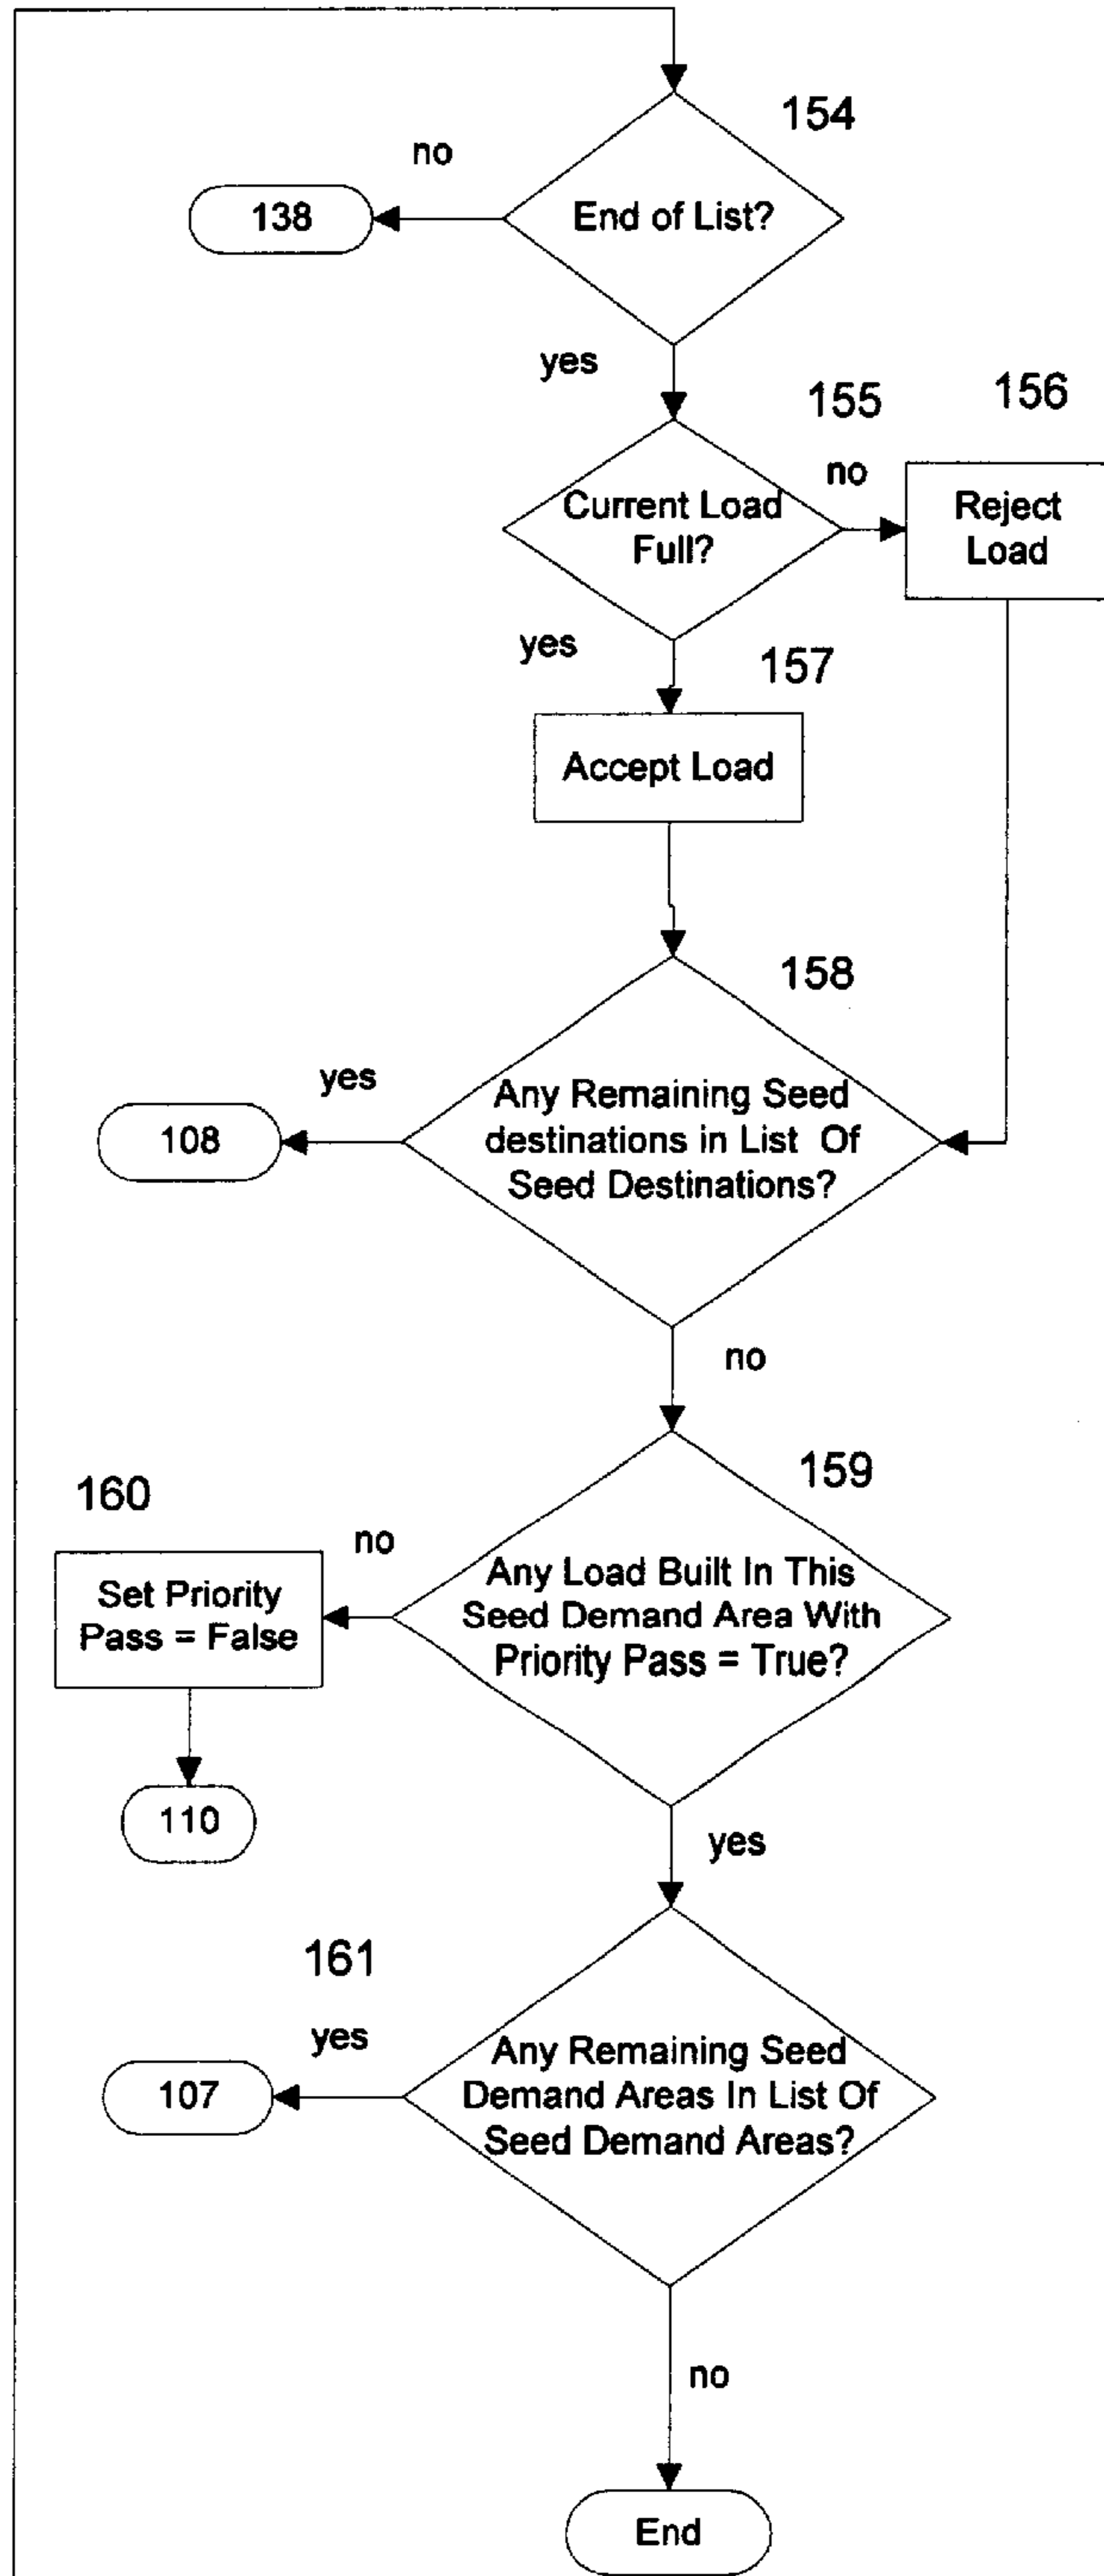 154
no
138
End of List?
yes
155
156
no
Current Load
Full?
Reject
Load
yes
157
Accept Load
158
yes
108
Any Remaining Seed
destinations in List Of
Seed Destinations?
no
159
160
no
Any Load Built In This
Seed Demand Area With
Priority Pass = True?
Set Priority
Pass = False
110
yes
161
yes
107
Any Remaining Seed
Demand Areas In List Of
Seed Demand Areas?
no
End